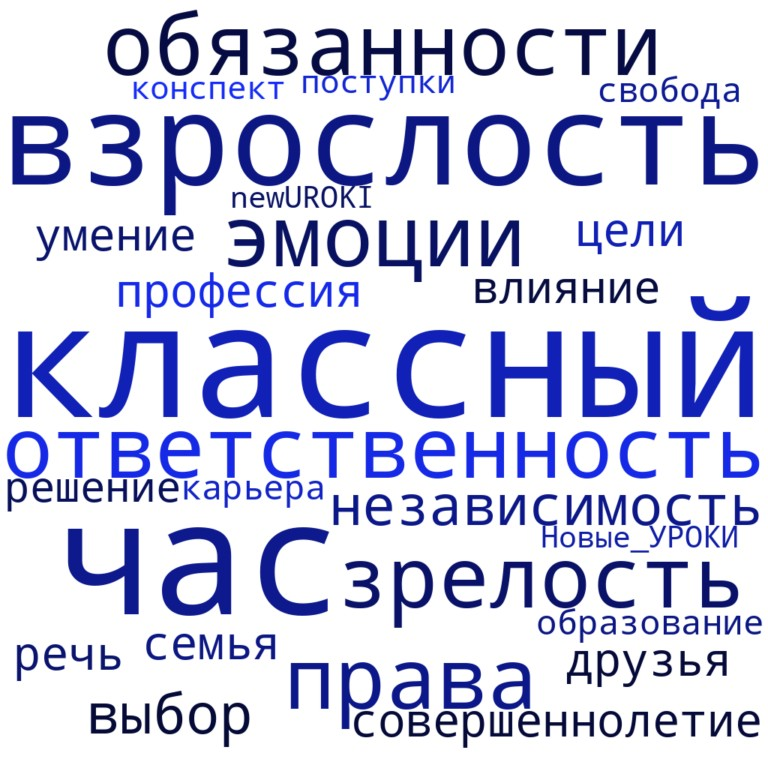 обязанности
конспект поступки свобода
взрослость
newUROKI
умение эмоции цели
профессия влияние
классный
ответственность
решение карьера независимость
час Новые_УРОКИ
зрелость
образование
речь семья права друзья
выбор совершеннолетие